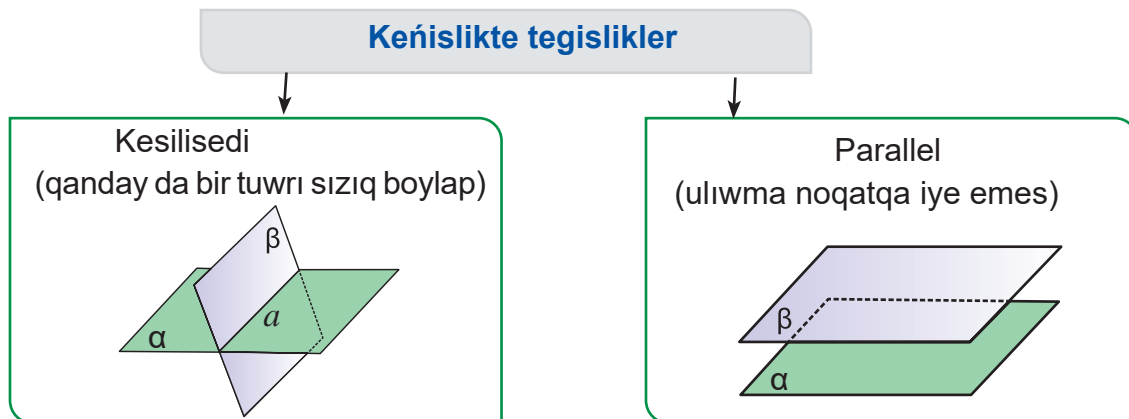 Keńislikte tegislikler
Kesilisedi
(qanday da bir tuwrı sızıq boylap)
β
a
α
Parallel
(ulıwma noqatqa iye emes)
β
α